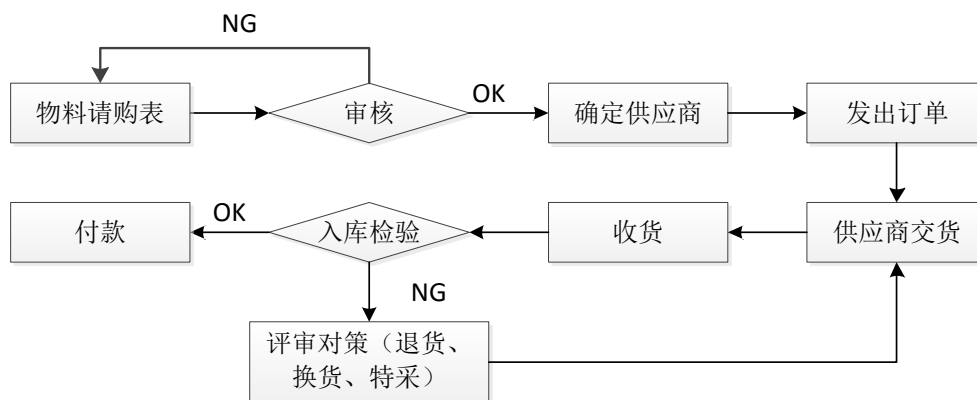 NG
物料请购表
审核
OK
确定供应商
发出订单
付款
OK
入库检验
收货
供应商交货
NG
评审对策（退货、
换货、特采）